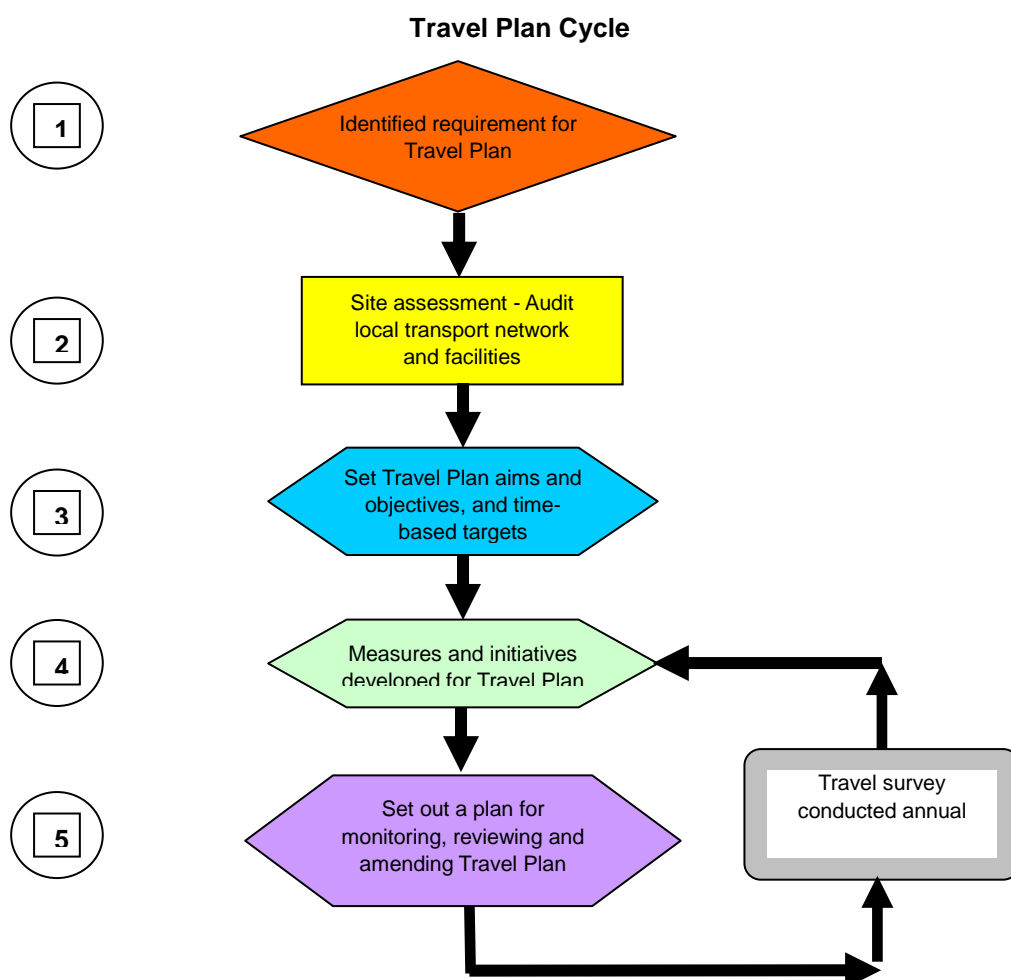 Travel Plan Cycle
1
Identified requirement for
Travel Plan
2
Site assessment - Audit
local transport network
and facilities
3
Set Travel Plan aims and
objectives, and time-
based targets
4
Measures and initiatives
developed for Travel Plan
5
Set out a plan for
monitoring, reviewing and
amending Travel Plan
Travel survey
conducted annual